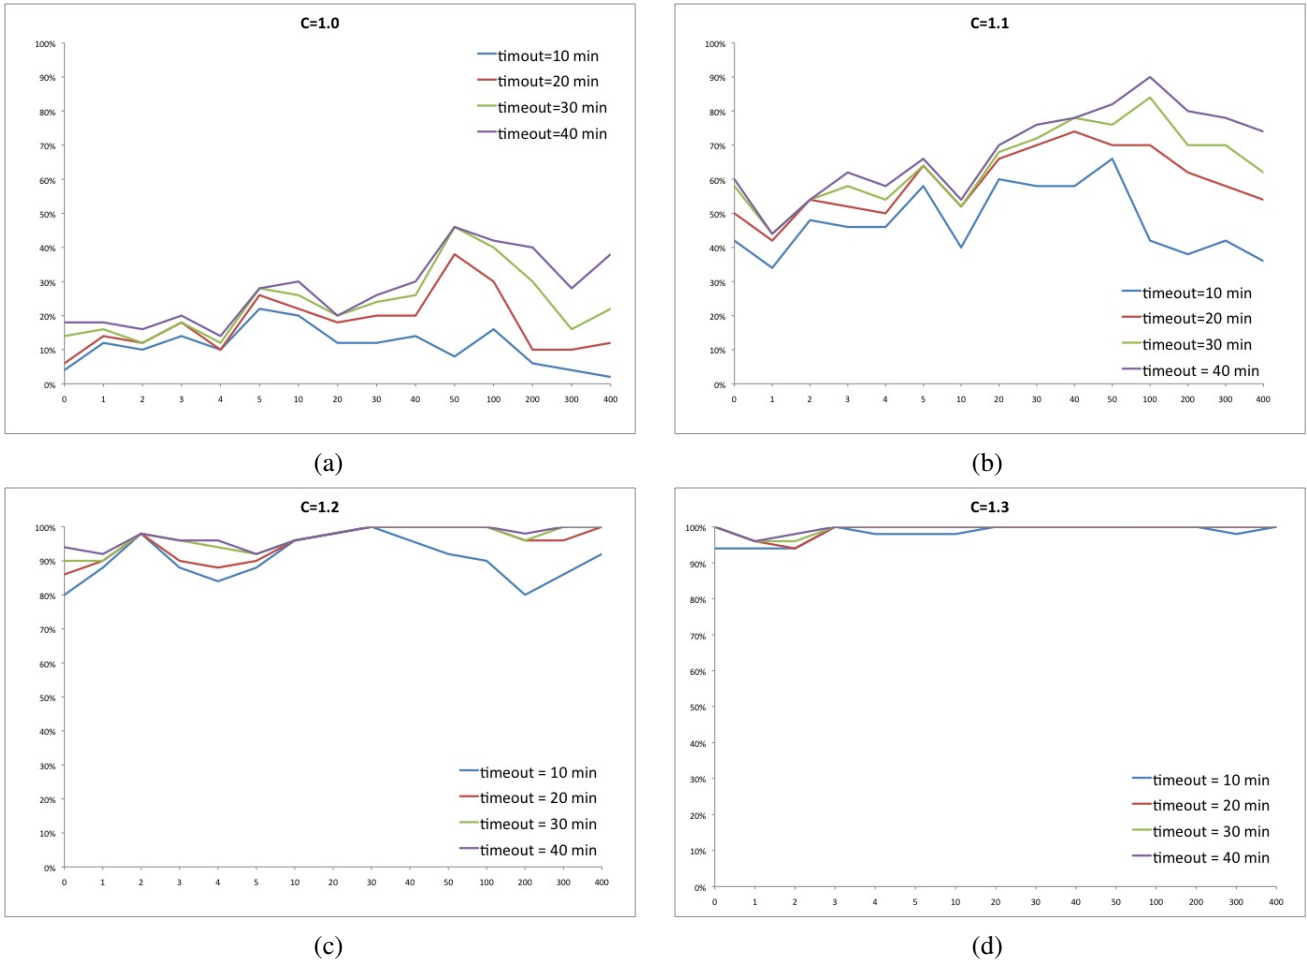 C=1.0
100%
90%
80%
70%
60%
50%
40%
30%
20%
10%
0%
timout=10 min
timout=20 min
timeout=30 min
timeout=40 min
0 1 2 3 4 5 10 20 30 40 50 100 200 300 400
(a)
C=1.1
100%
90%
80%
70%
60%
50%
40%
30%
20%
10%
0%
timeout=10 min
timeout=20 min
timeout=30 min
timeout = 40 min
0 1 2 3 4 5 10 20 30 40 50 100 200 300 400
(b)
C=1.2
100%
90%
80%
70%
60%
50%
40%
30%
20%
10%
0%
timeout = 10 min
timeout = 20 min
timeout = 30 min
timeout = 40 min
0 1 2 3 4 5 10 20 30 40 50 100 200 300 400
(c)
C=1.3
100%
90%
80%
70%
60%
50%
40%
30%
20%
10%
0%
timeout = 10 min
timeout = 20 min
timeout = 30 min
timeout = 40 min
0 1 2 3 4 5 10 20 30 40 50 100 200 300 400
(d)